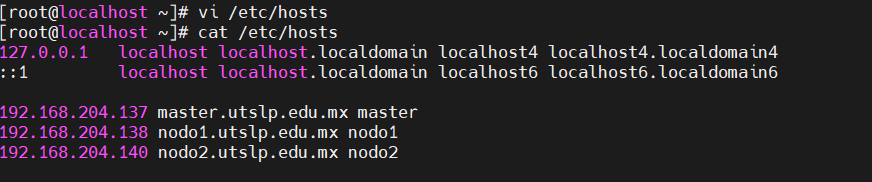 [root@localhost ~]# vi /etc/hosts
[root@localhost ~]# cat /etc/hosts
127.0.0.1   localhost localhost.localdomain localhost4 localhost4.localdomain4
::1         localhost localhost.localdomain localhost6 localhost6.localdomain6

192.168.204.137 master.utslp.edu.mx master
192.168.204.138 nodo1.utslp.edu.mx nodo1
192.168.204.140 nodo2.utslp.edu.mx nodo2